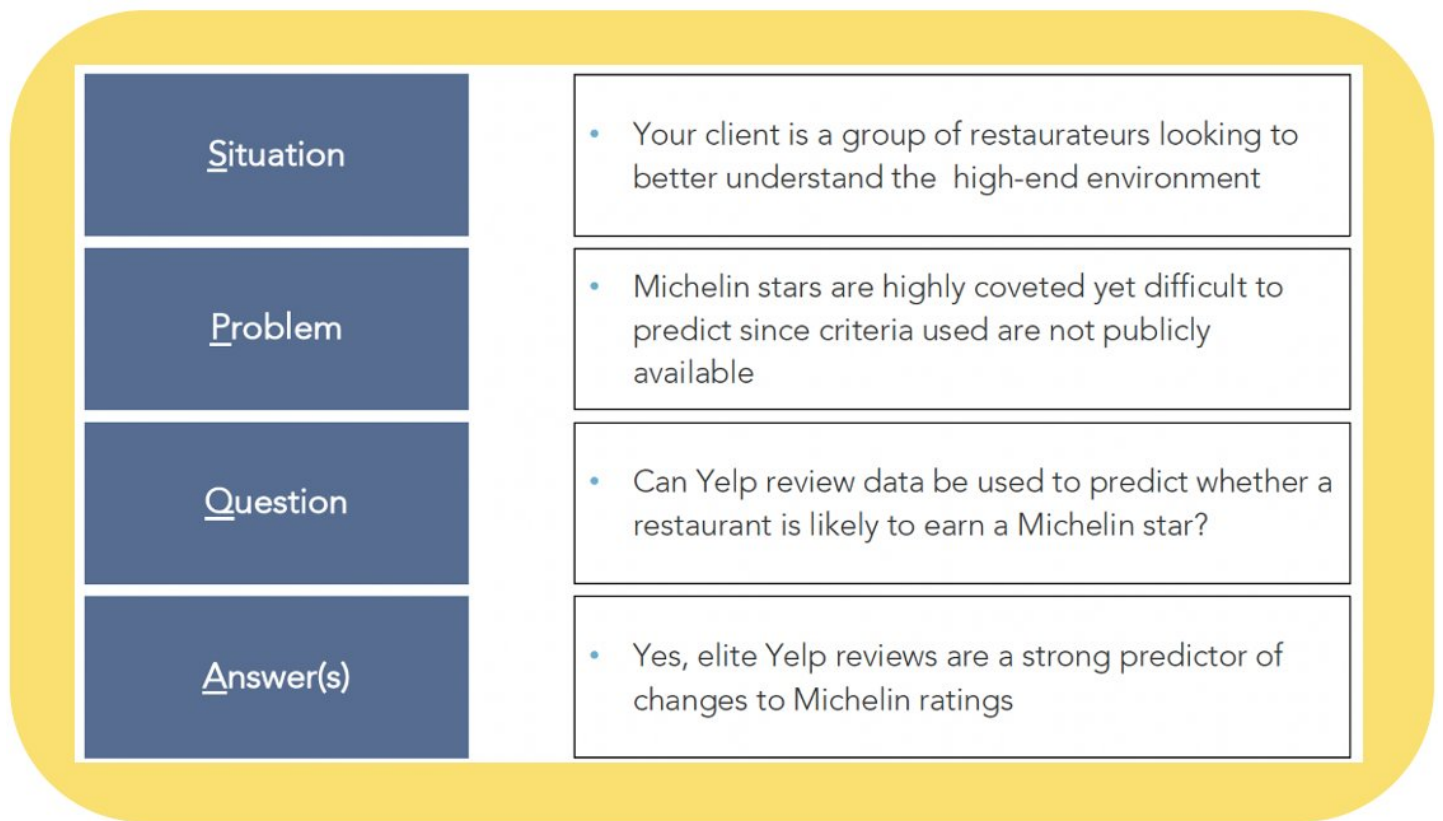 Situation
• Your client is a group of restaurateurs looking to
better understand the  high-end environment
Problem
• Michelin stars are highly coveted yet difficult to
predict since criteria used are not publicly
available
Question
• Can Yelp review data be used to predict whether a
restaurant is likely to earn a Michelin star?
Answer(s)
• Yes, elite Yelp reviews are a strong predictor of
changes to Michelin ratings